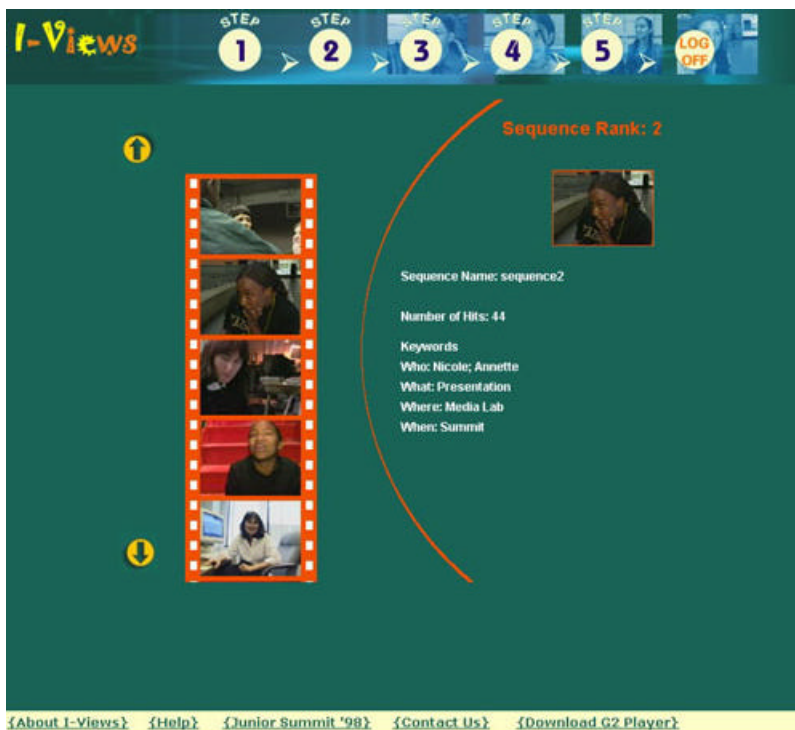 I-Views
STEP 1 STEP 2 STEP 3 STEP 4 STEP 5 LOG OFF
Sequence Rank: 2
Sequence Name: sequence2
Number of Hits: 44
Keywords
Who: Nicole; Annette
What: Presentation
Where: Media Lab
When: Summit
{About I-Views} {Help} {Junior Summit '98} {Contact Us} {Download G2 Player}